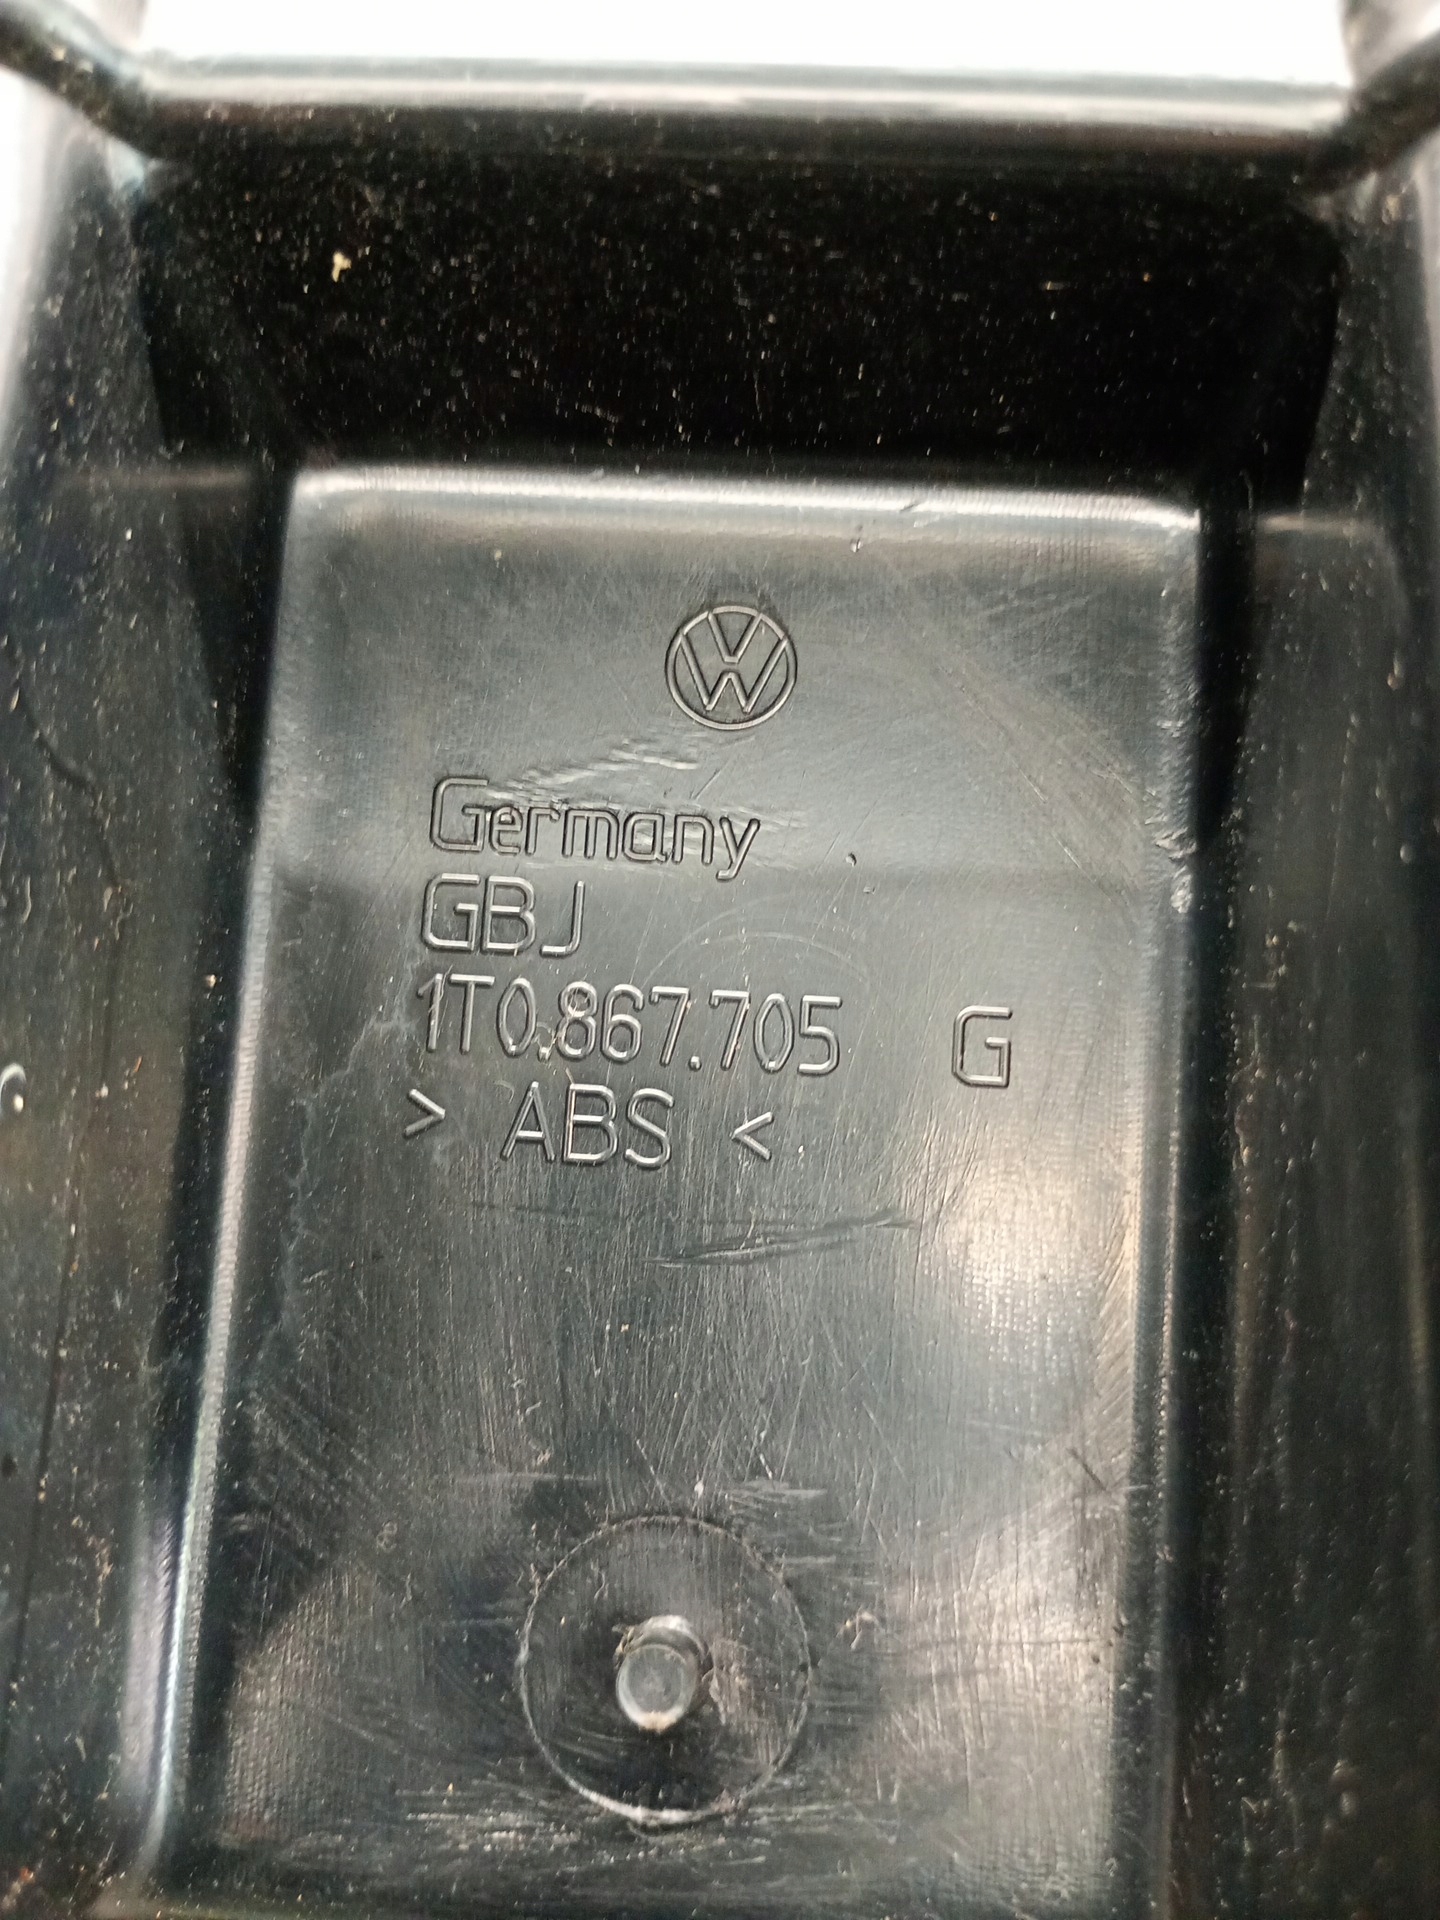 Germany
GBJ
1T0.867.705 G
> ABS <